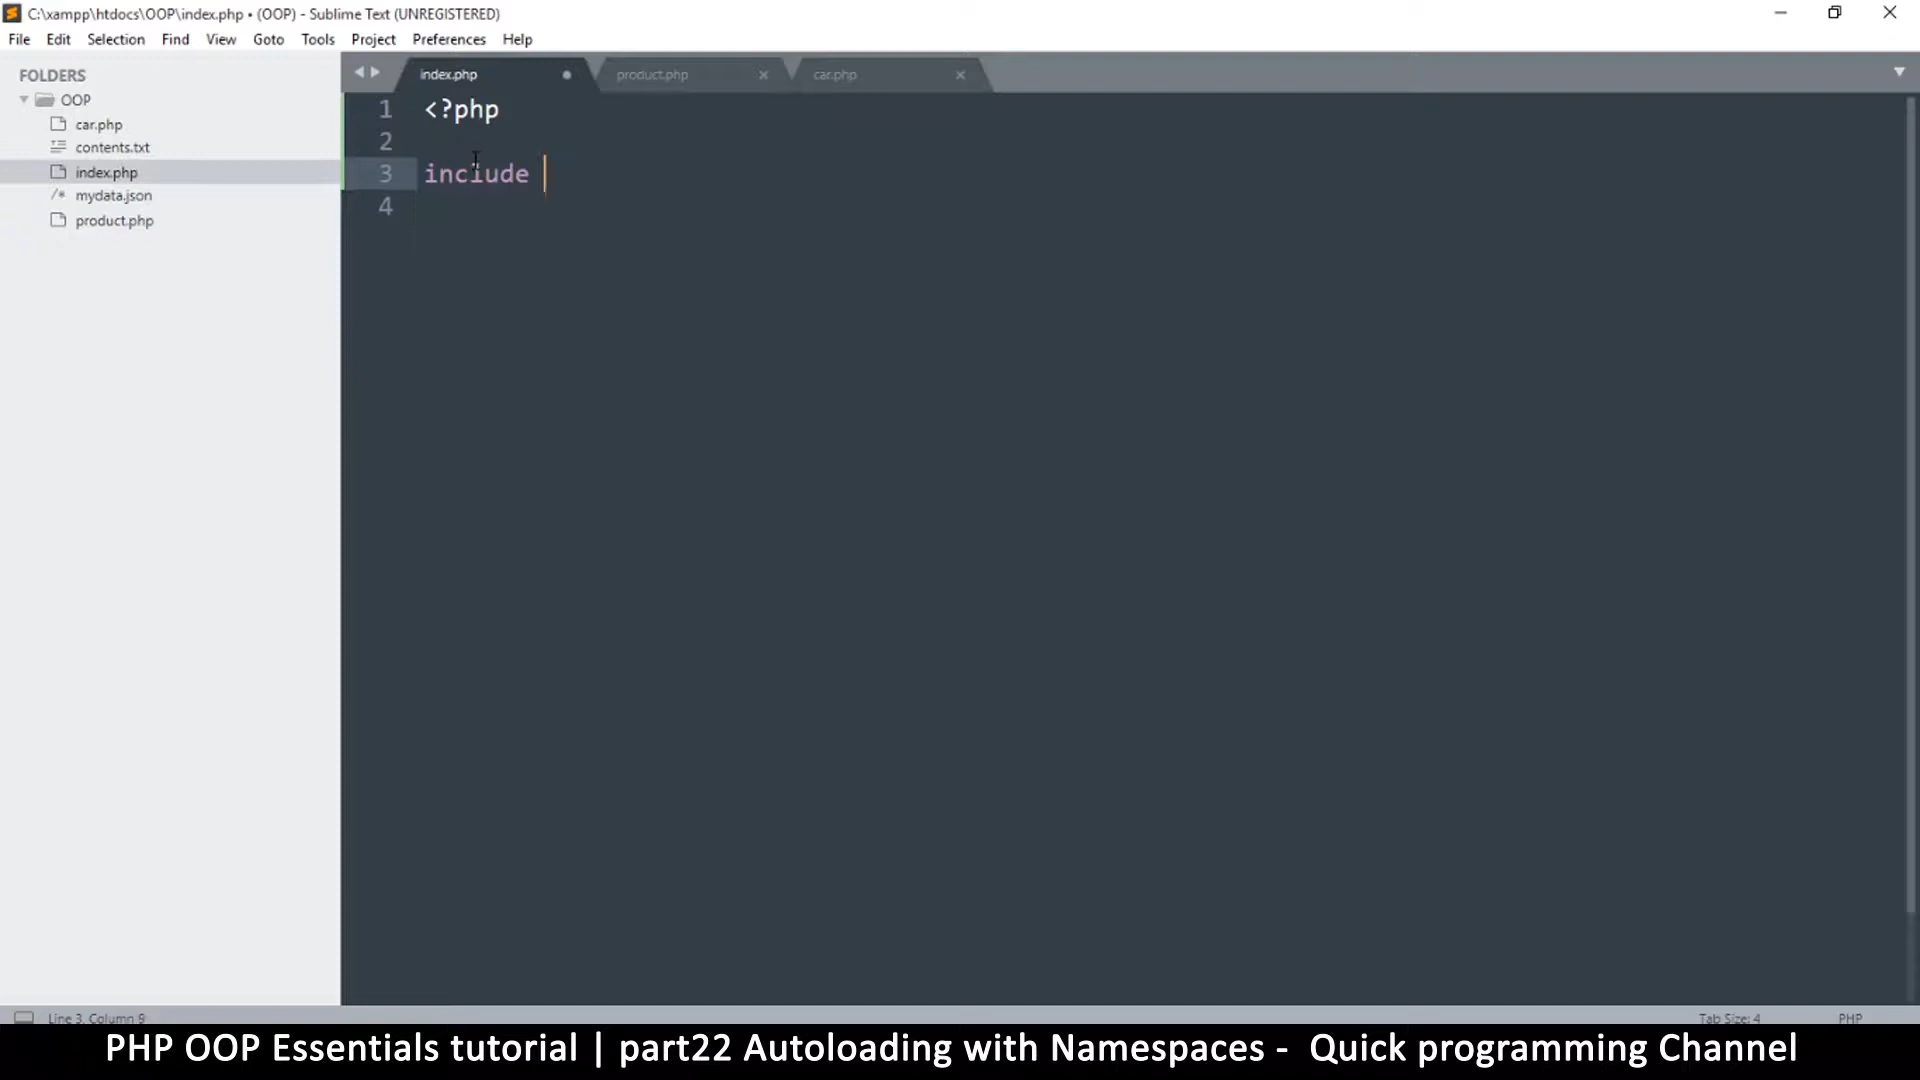 C:\xampp\htdocs\OOP\index.php • (OOP) - Sublime Text (UNREGISTERED)
File Edit Selection Find View Goto Tools Project Preferences Help
FOLDERS
OOP
car.php
contents.txt
index.php
mydata.json
product.php
index.php product.php car.php
1 <?php
2
3 include
4
Line 3, Column 9 Tab Size: 4 PHP
PHP OOP Essentials tutorial | part22 Autoloading with Namespaces - Quick programming Channel